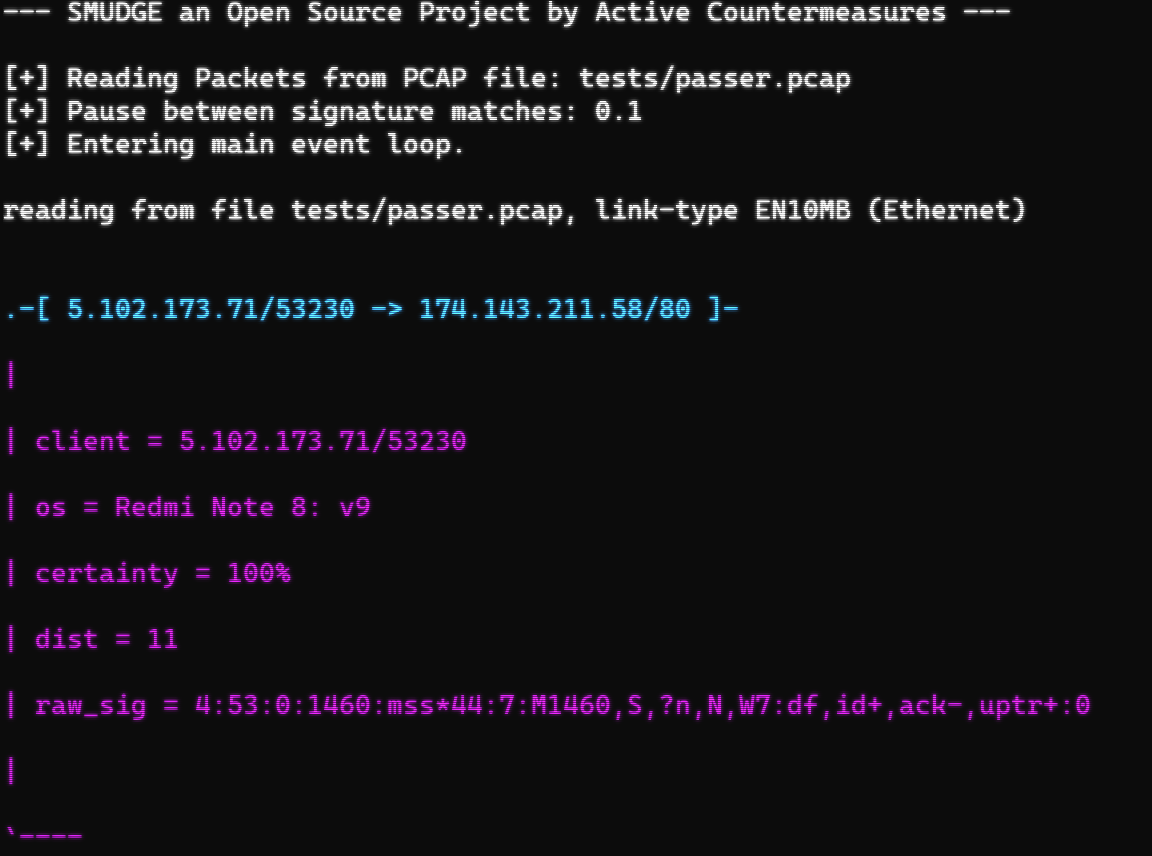 --- SMUDGE an Open Source Project by Active Countermeasures ---
[+] Reading Packets from PCAP file: tests/passer.pcap
[+] Pause between signature matches: 0.1
[+] Entering main event loop.
reading from file tests/passer.pcap, link-type EN10MB (Ethernet)
.-[ 5.102.173.71/53230 -> 174.143.211.58/80 ]-
|
| client = 5.102.173.71/53230
| os = Redmi Note 8: v9
| certainty = 100%
| dist = 11
| raw_sig = 4:53:0:1460:mss*44:7:M1460,S,?n,N,W7:df,id+,ack-,uptr+:0
|
`----